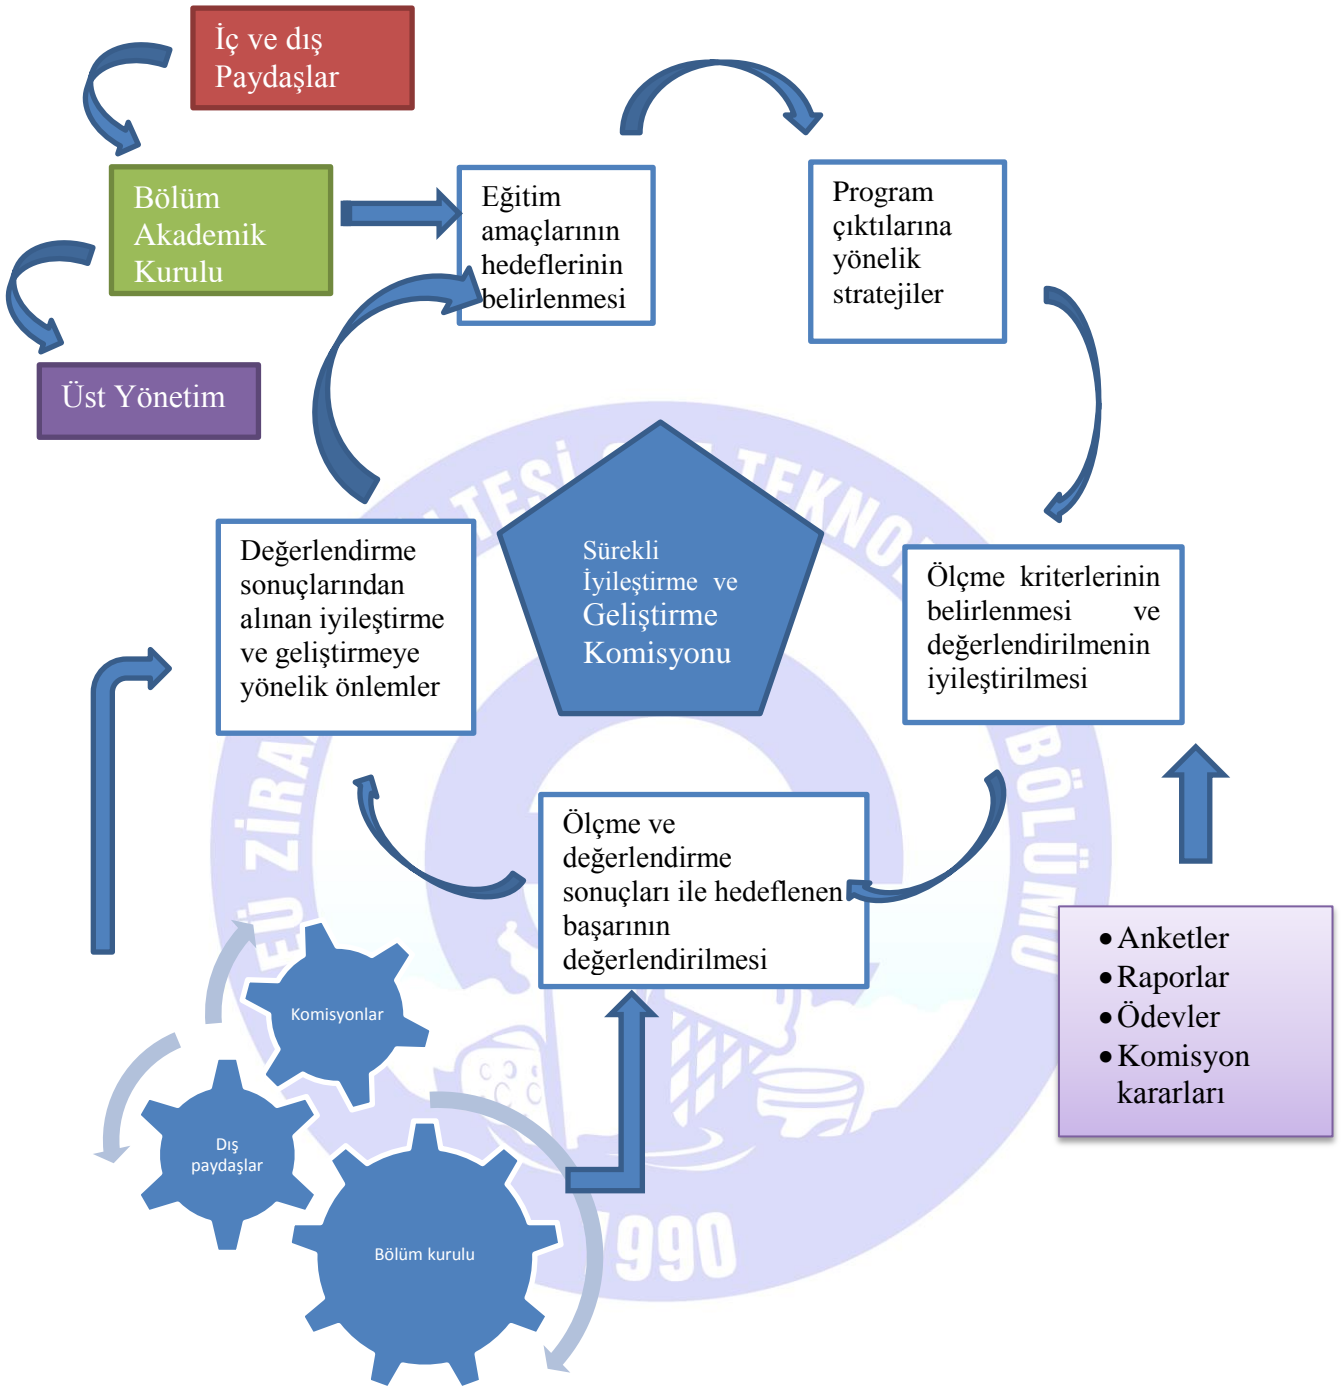 İç ve dış
Paydaşlar
Bölüm
Akademik
Kurulu
Üst Yönetim
Eğitim
amaçlarının
hedeflerinin
belirlenmesi
Program
çıktılarına
yönelik
stratejiler
Değerlendirme
sonuçlarından
alınan iyileştirme
ve geliştirmeye
yönelik önlemler
Sürekli
İyileştirme ve
Geliştirme
Komisyonu
Ölçme kriterlerinin
belirlenmesi ve
değerlendirilmenin
iyileştirilmesi
Ölçme ve
değerlendirme
sonuçları ile hedeflenen
başarının
değerlendirilmesi
• Anketler
• Raporlar
• Ödevler
• Komisyon
kararları
Komisyonlar
Dış
paydaşlar
Bölüm kurulu
BÖLÜMÜ
1990